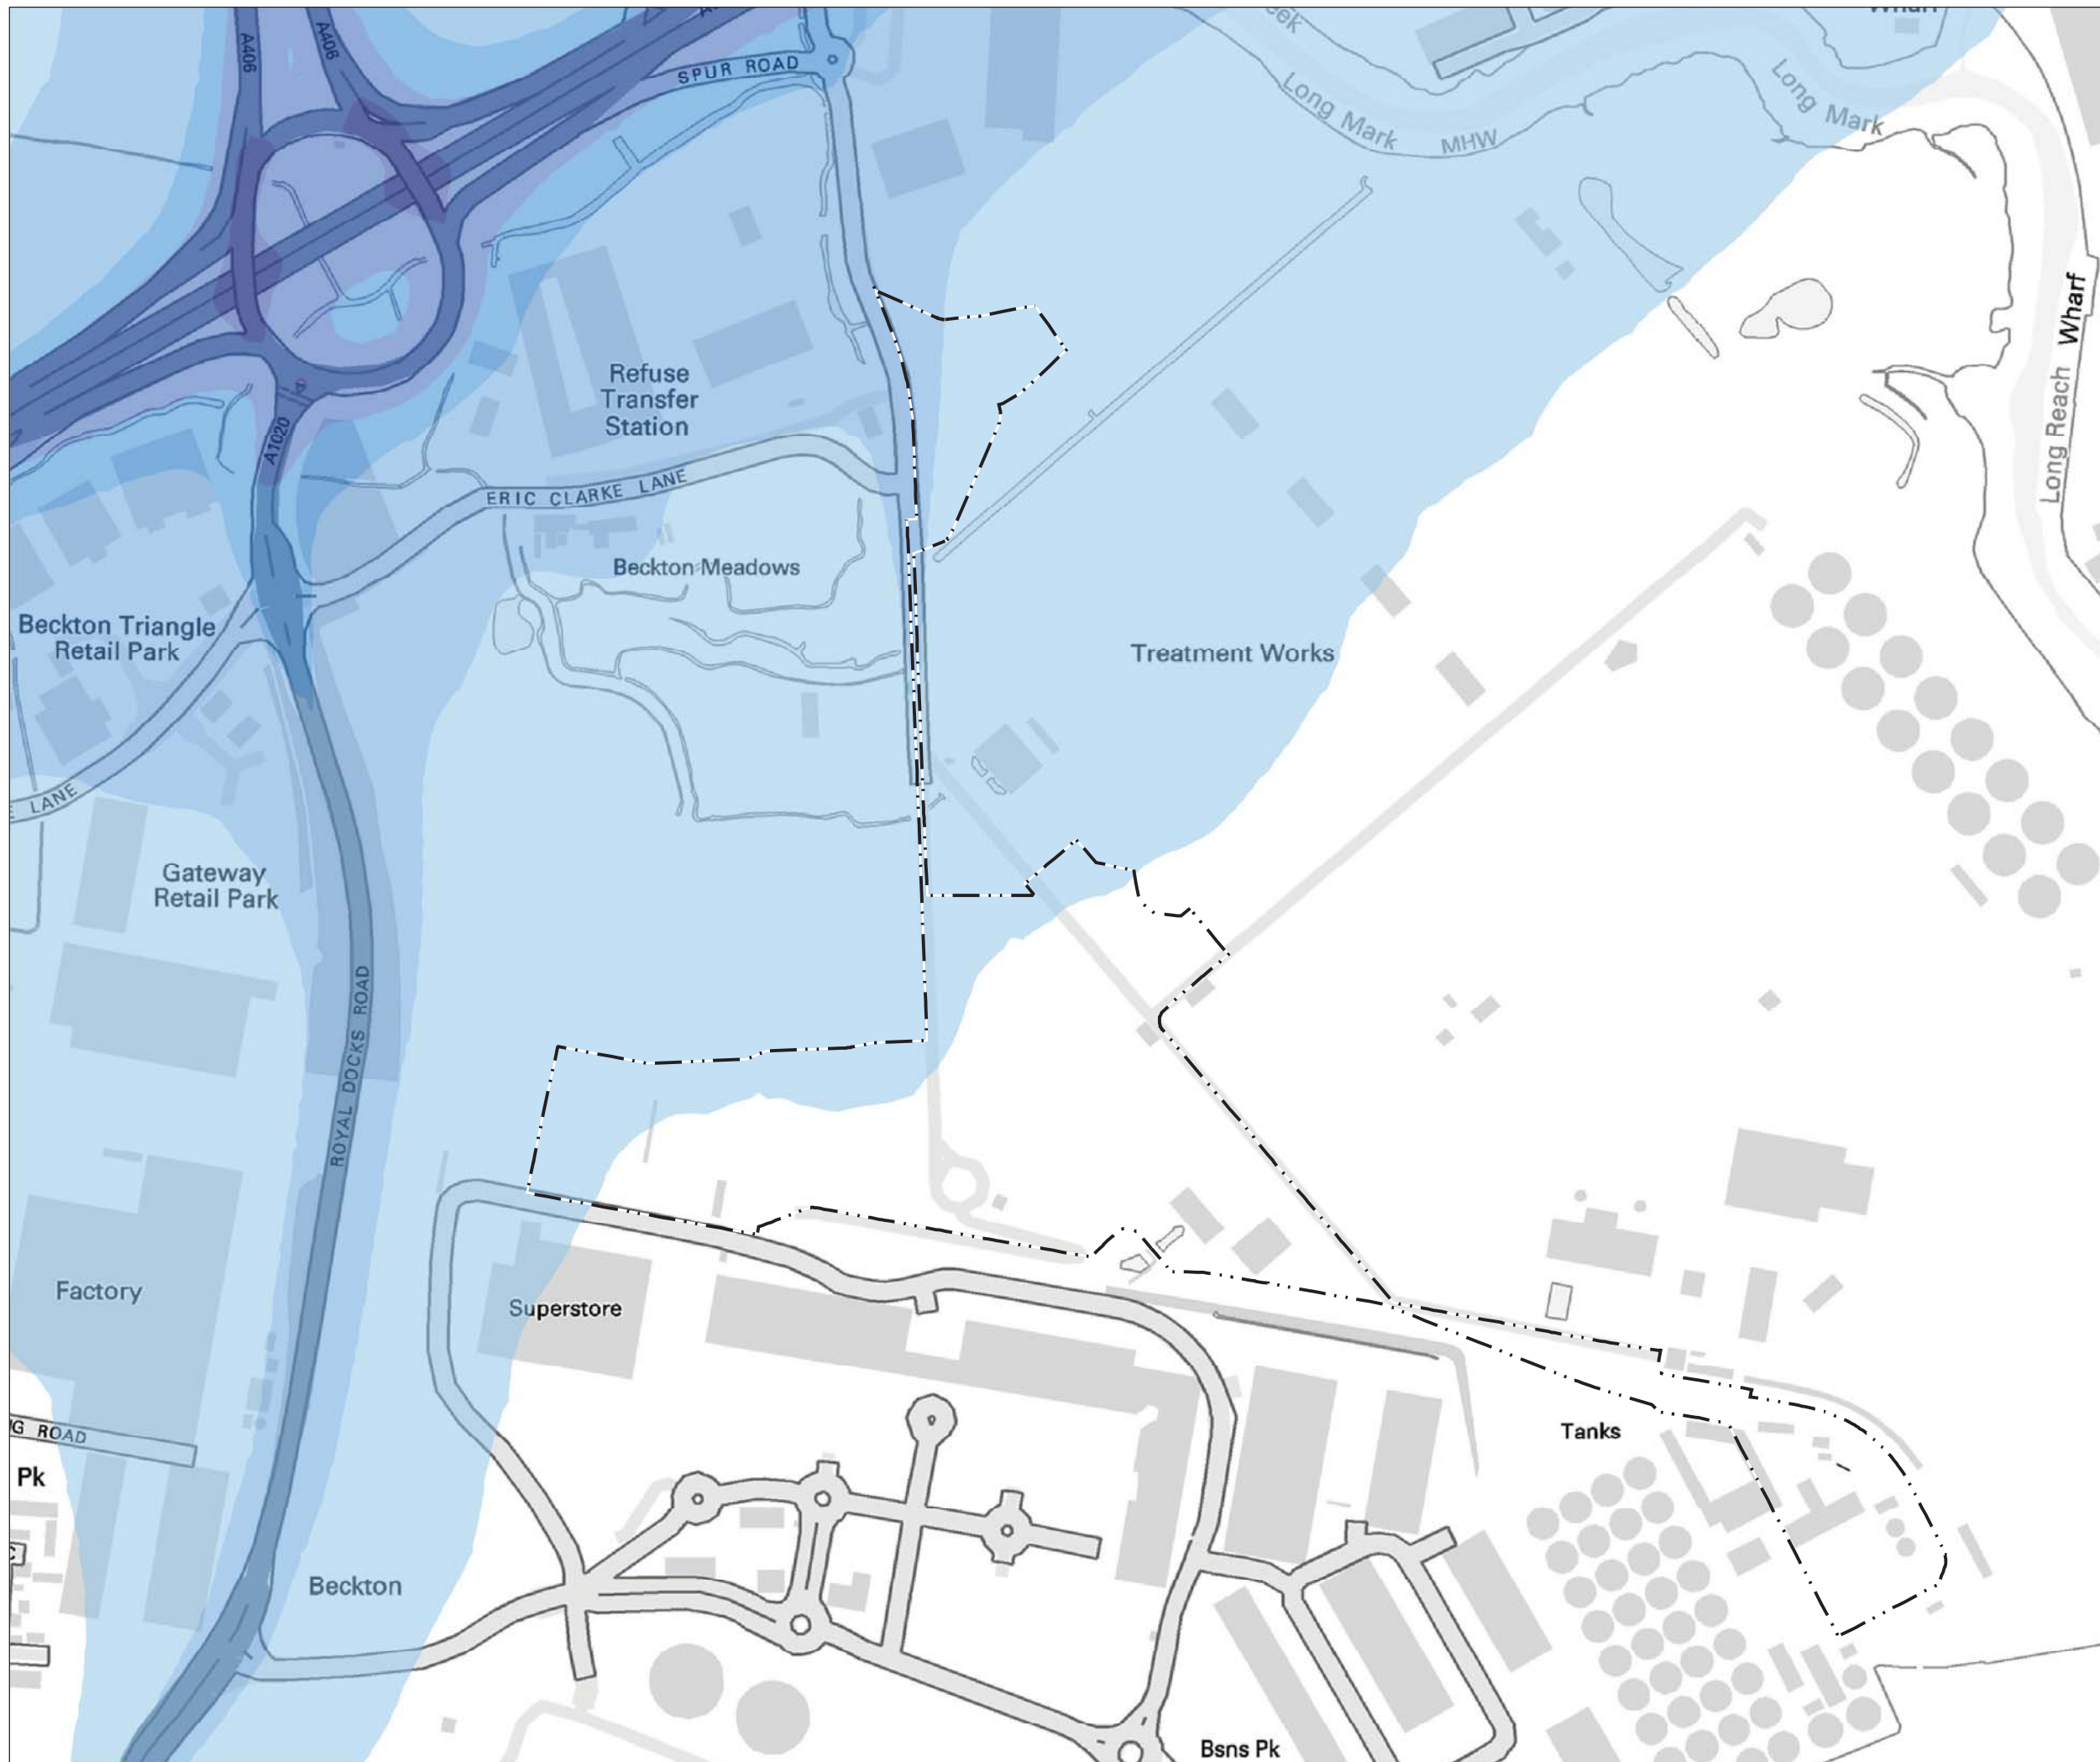 A406
A406
SPUR ROAD
Long Mark
MHW
Long Mark
Long Reach
Wharf
Refuse
Transfer
Station
A1020
ERIC CLARKE LANE
Beckton Meadows
Beckton Triangle
Retail Park
Treatment Works
LANE
Gateway
Retail Park
ROYAL DOCKS ROAD
Factory
Superstore
G ROAD
Pk
Tanks
Beckton
Bsns Pk